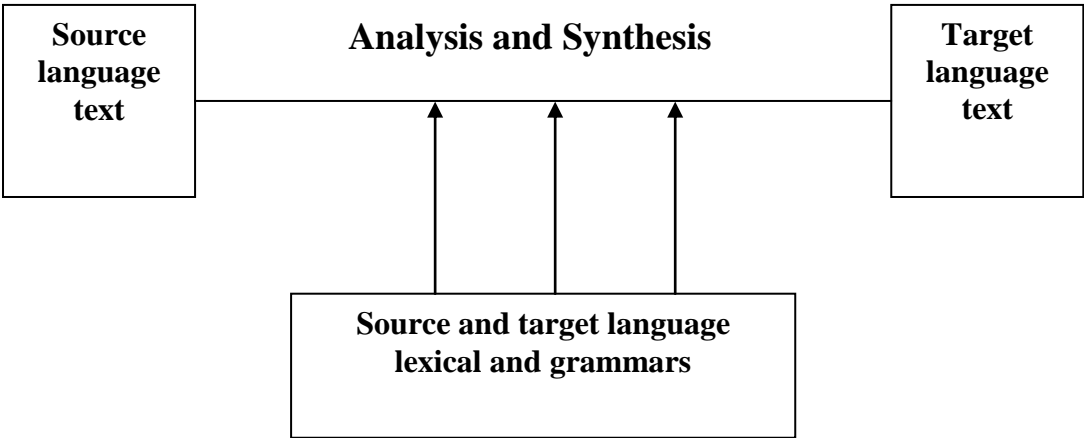 Source
language
text
Analysis and Synthesis
Target
language
text
Source and target language
lexical and grammars